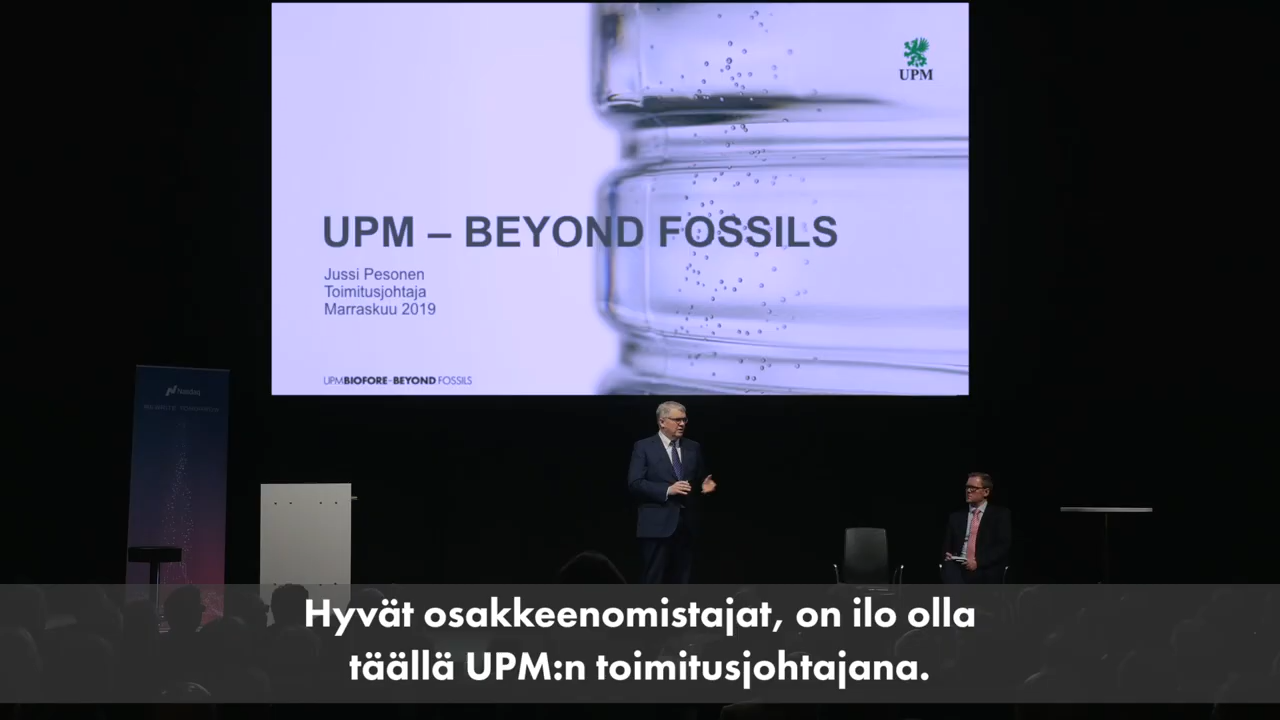 UPM
UPM – BEYOND FOSSILS
Jussi Pesonen
Toimitusjohtaja
Marraskuu 2019
UPMBIOFORE–BEYOND FOSSILS
Nasdaq
Hyvät osakkeenomistajat, on ilo olla
täällä UPM:n toimitusjohtajana.